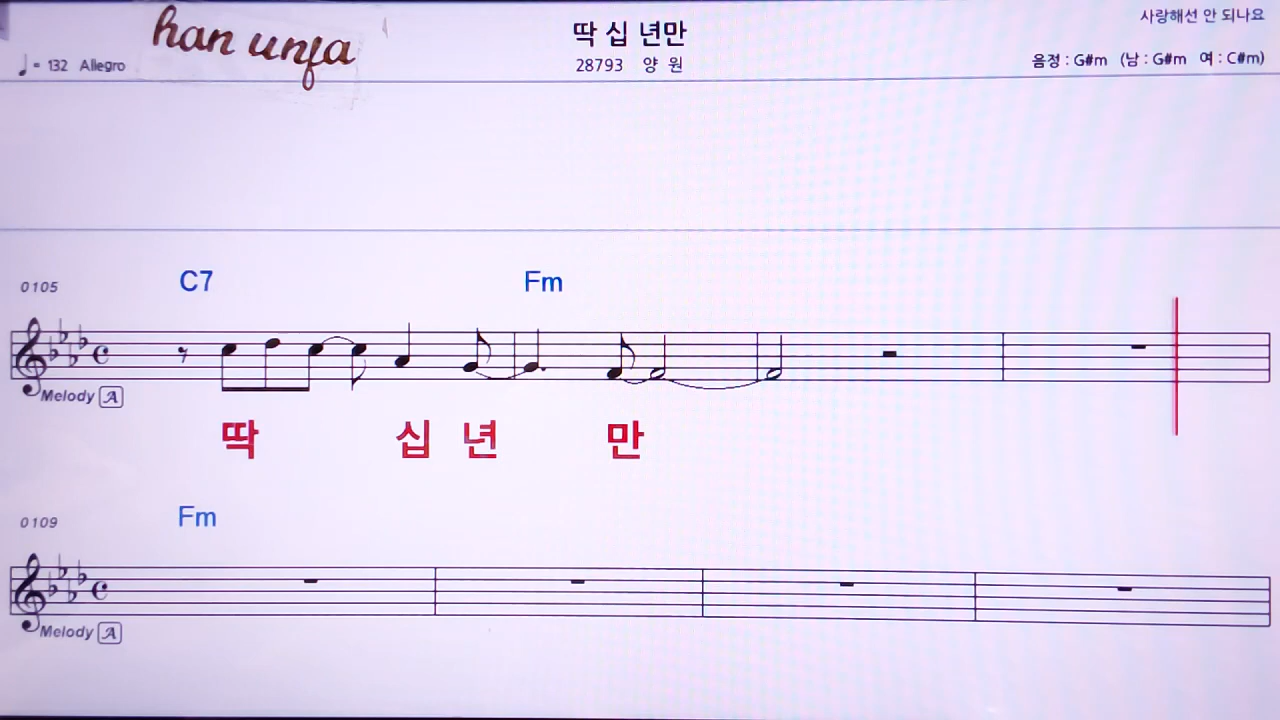 han unja
사랑해선 안 되나요
딱 십 년만
♩= 132 Allegro
28793 양 원
음정 : G#m (남 : G#m 여 : C#m)
0105 C7 Fm
Melody A
딱 십 년 만
0109 Fm
Melody A